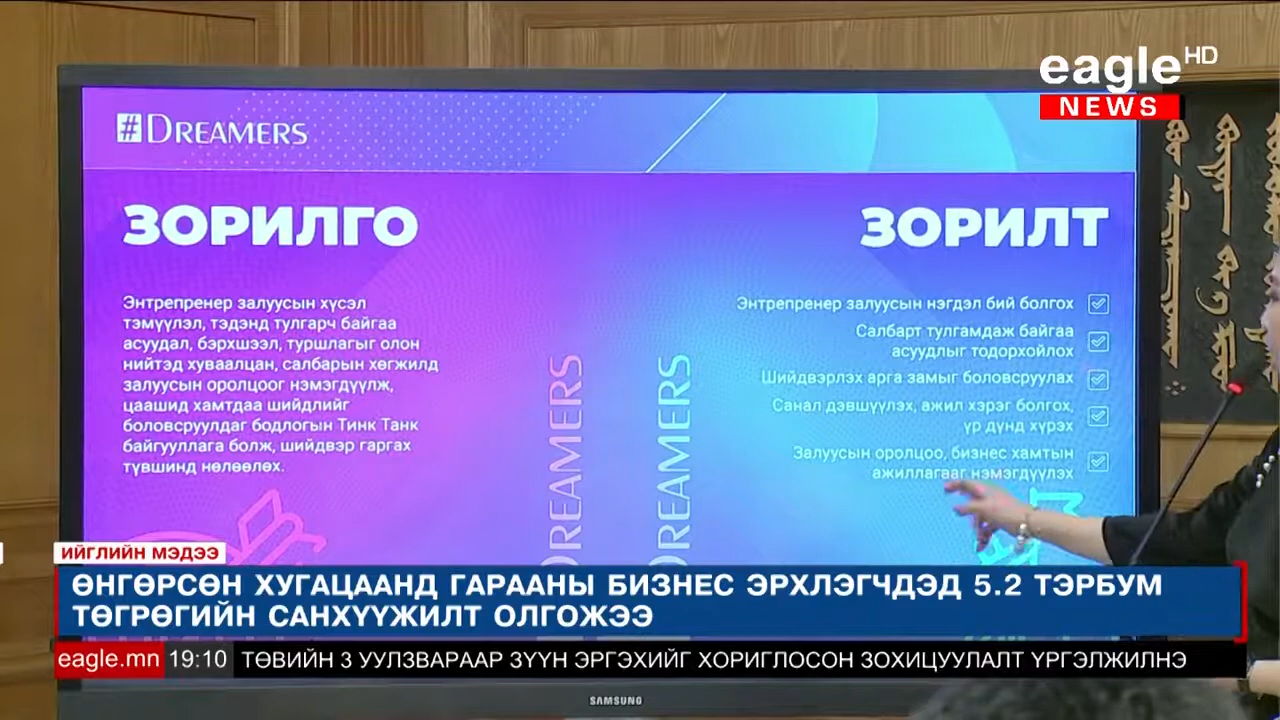 eagle HD
NEWS
#DREAMERS
ЗОРИЛГО
Энтрепренер залуусын хүсэл
тэмүүлэл, тэдэнд тулгарч байгаа
асуудал, бэрхшээл, туршлагыг олон
нийтэд хуваалцан, салбарын хөгжилд
залуусын оролцоог нэмэгдүүлж,
цаашид хамтдаа шийдлийг
боловсруулдаг бодлогын Тинк Танк
байгууллага болж, шийдвэр гаргах
түвшинд нөлөөлөх.
ЗОРИЛТ
Энтрепренер залуусын нэгдэл бий болгох
Салбарт тулгамдаж байгаа
асуудлыг тодорхойлох
Шийдвэрлэх арга замыг боловсруулах
Санал дэвшүүлэх, ажил хэрэг болгох,
үр дүнд хүрэх
Залуусын оролцоо, бизнес хамтын
ажиллагааг нэмэгдүүлэх
DREAMERS
DREAMERS
ИЙГЛИЙН МЭДЭЭ
ӨНГӨРСӨН ХУГАЦААНД ГАРААНЫ БИЗНЕС ЭРХЛЭГЧДЭД 5.2 ТЭРБУМ
ТӨГРӨГИЙН САНХҮҮЖИЛТ ОЛГОЖЭЭ
eagle.mn 19:10 ТӨВИЙН 3 УУЛЗВАРААР ЗҮҮН ЭРГЭХИЙГ ХОРИГЛОСОН ЗОХИЦУУЛАЛТ ҮРГЭЛЖИЛНЭ
SAMSUNG